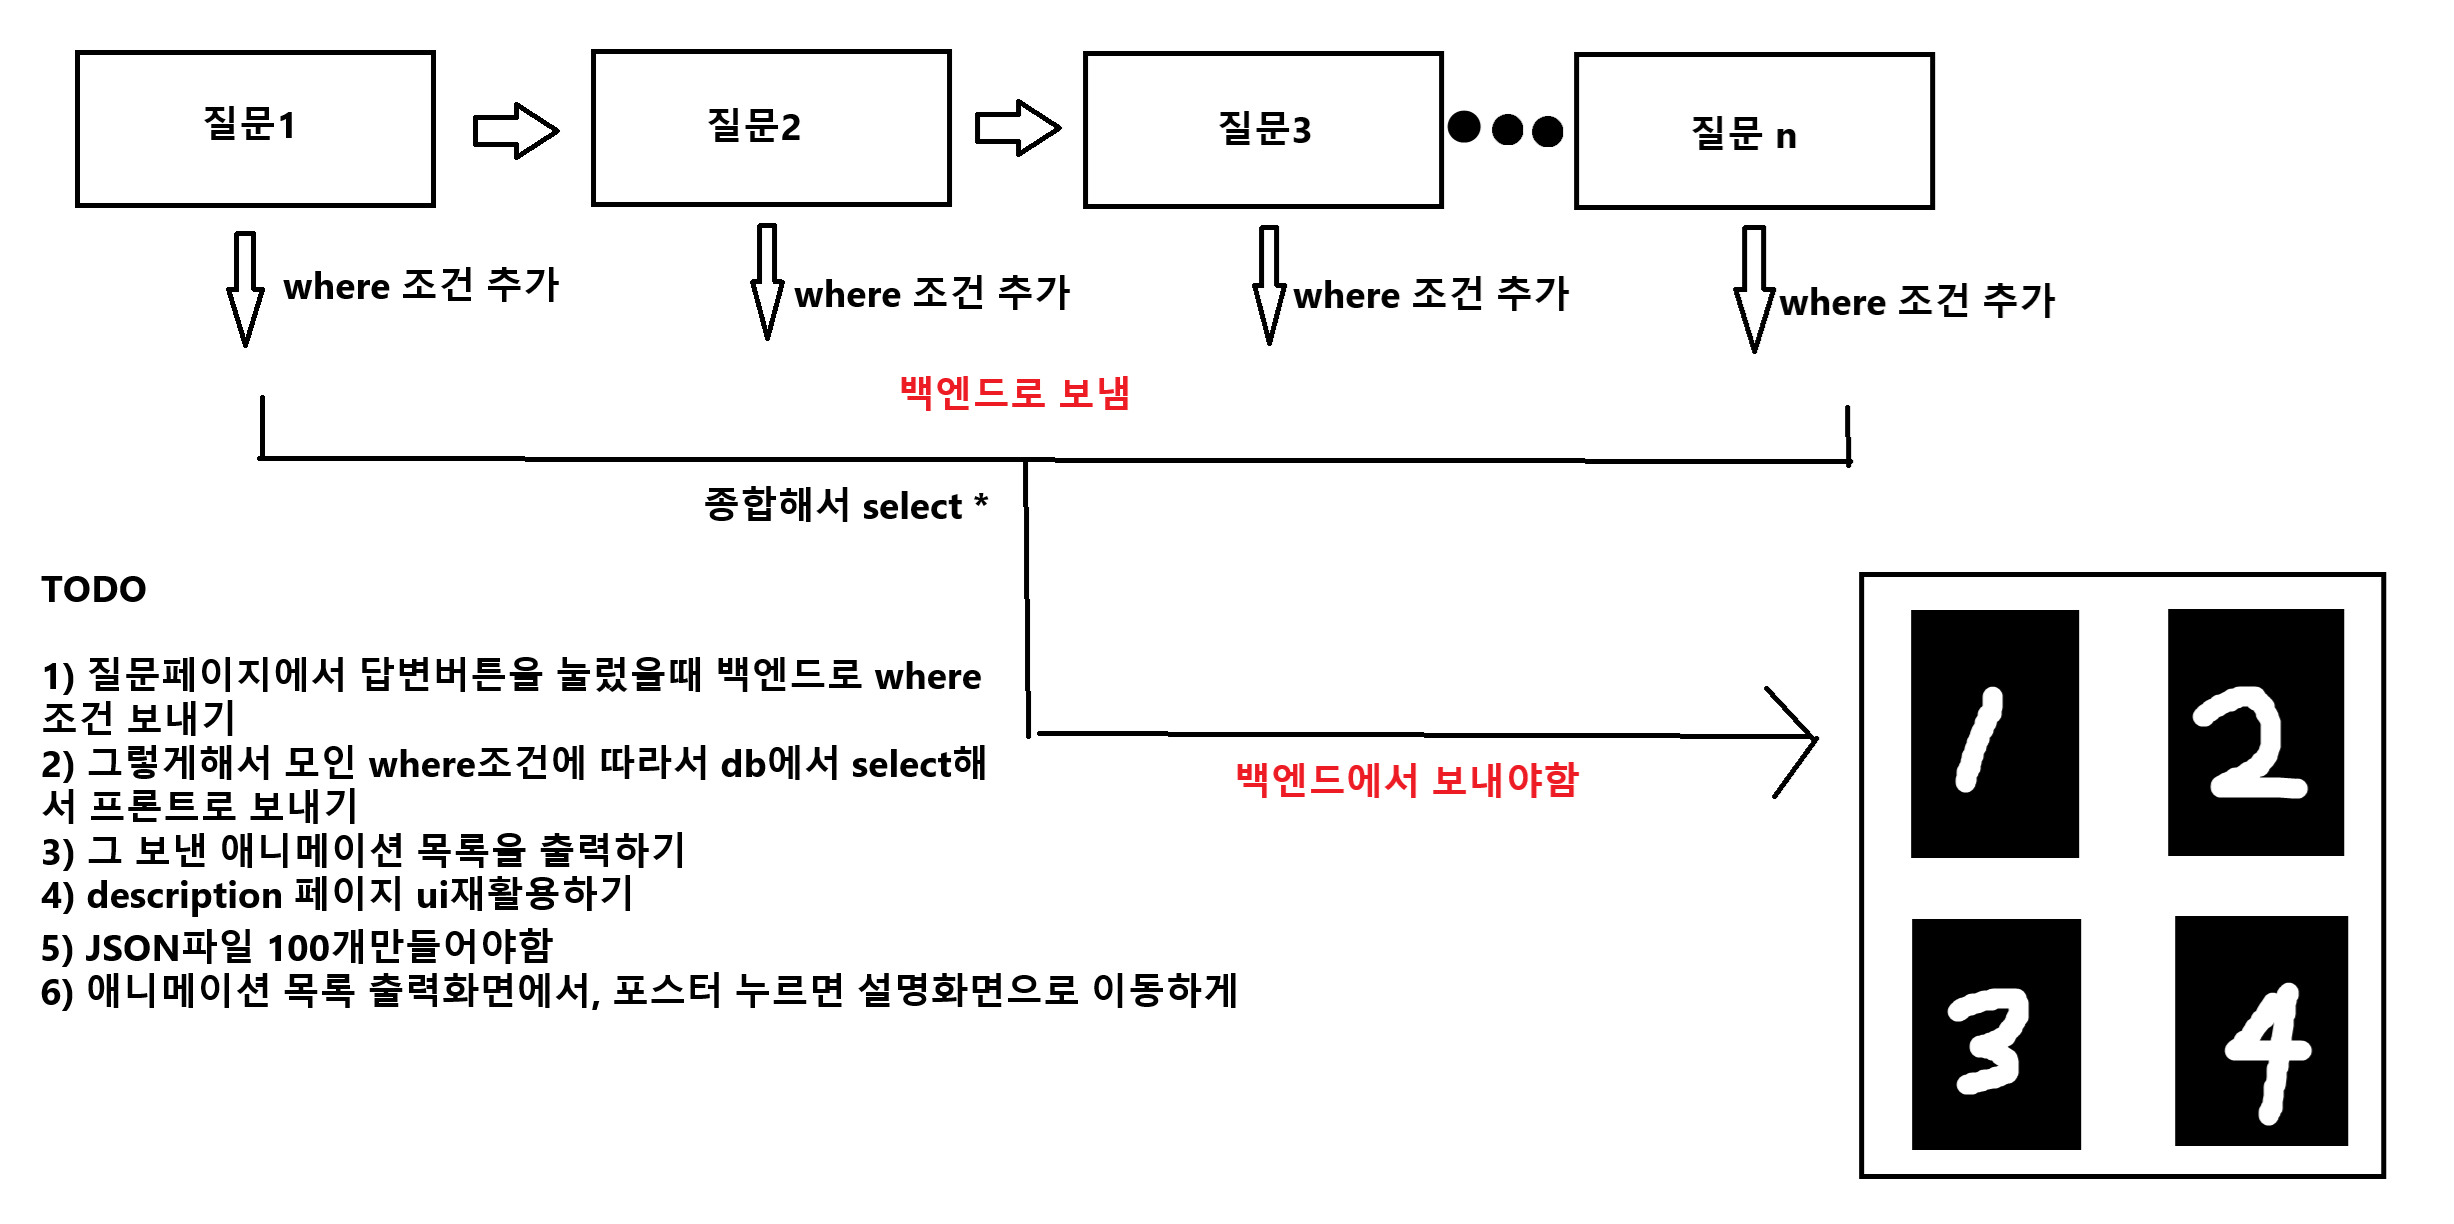 질문1
질문2
질문3
질문 n
where 조건 추가
where 조건 추가
where 조건 추가
where 조건 추가
백엔드로 보냄
종합해서 select *
TODO
1) 질문페이지에서 답변버튼을 눌렀을때 백엔드로 where
조건 보내기
2) 그렇게해서 모인 where조건에 따라서 db에서 select해
서 프론트로 보내기
3) 그 보낸 애니메이션 목록을 출력하기
4) description 페이지 ui재활용하기
5) JSON파일 100개만들어야함
6) 애니메이션 목록 출력화면에서, 포스터 누르면 설명화면으로 이동하게
백엔드에서 보내야함
1
2
3
4